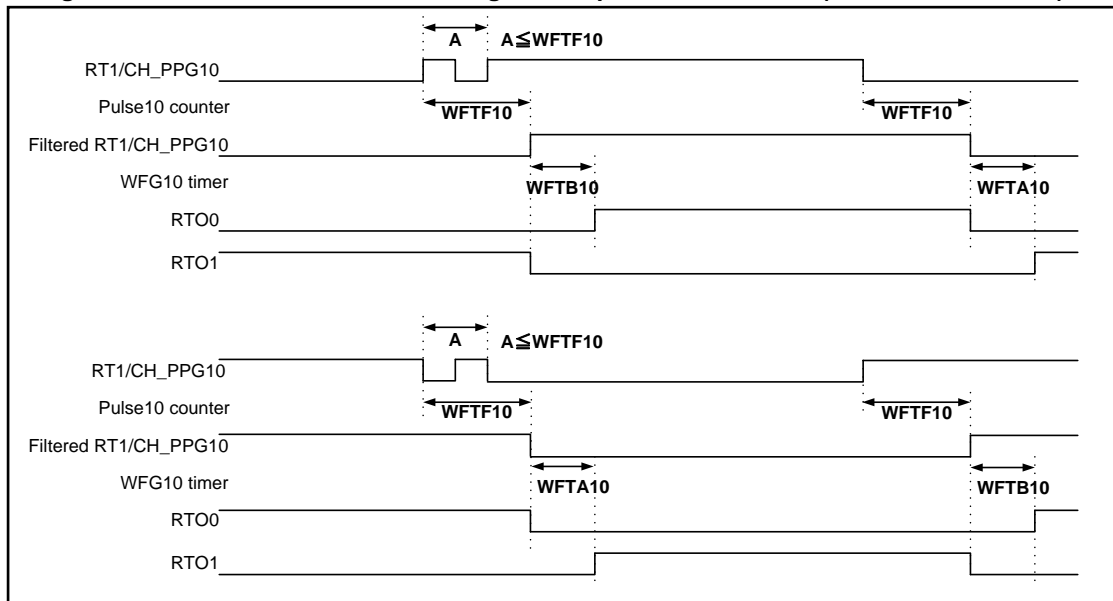 A A≦WFTF10
RT1/CH_PPG10
Pulse10 counter WFTF10 WFTF10
Filtered RT1/CH_PPG10
WFG10 timer WFTB10 WFTA10
RTO0
RTO1
A A≦WFTF10
RT1/CH_PPG10
Pulse10 counter WFTF10 WFTF10
Filtered RT1/CH_PPG10
WFG10 timer WFTA10 WFTB10
RTO0
RTO1